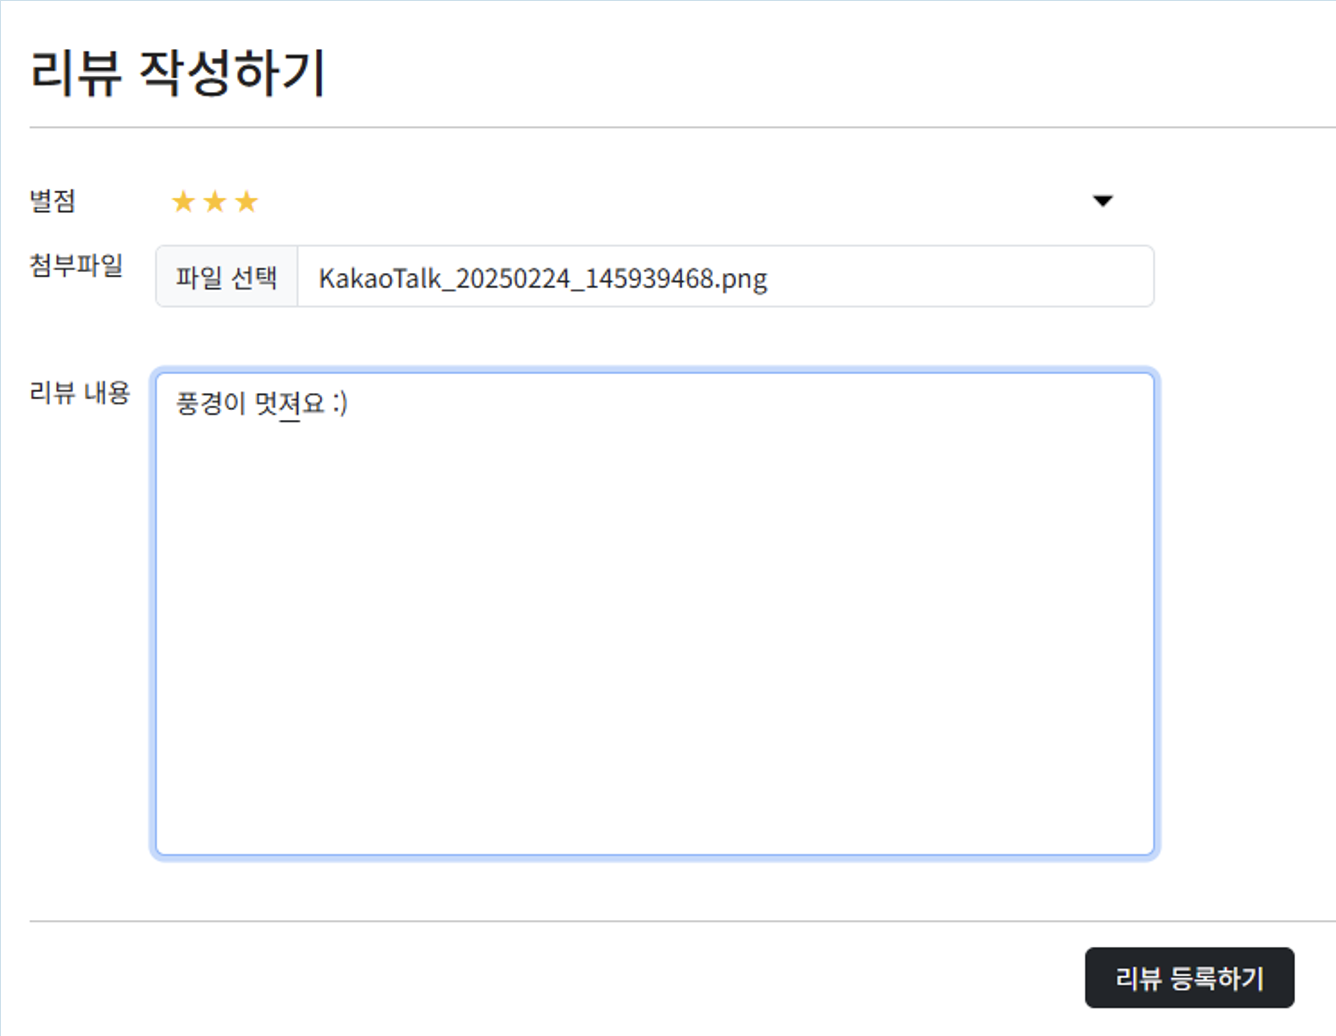 리뷰 작성하기
별점 ★★★
첨부파일 파일 선택 KakaoTalk_20250224_145939468.png
리뷰 내용 풍경이 멋져요 :)
리뷰 등록하기